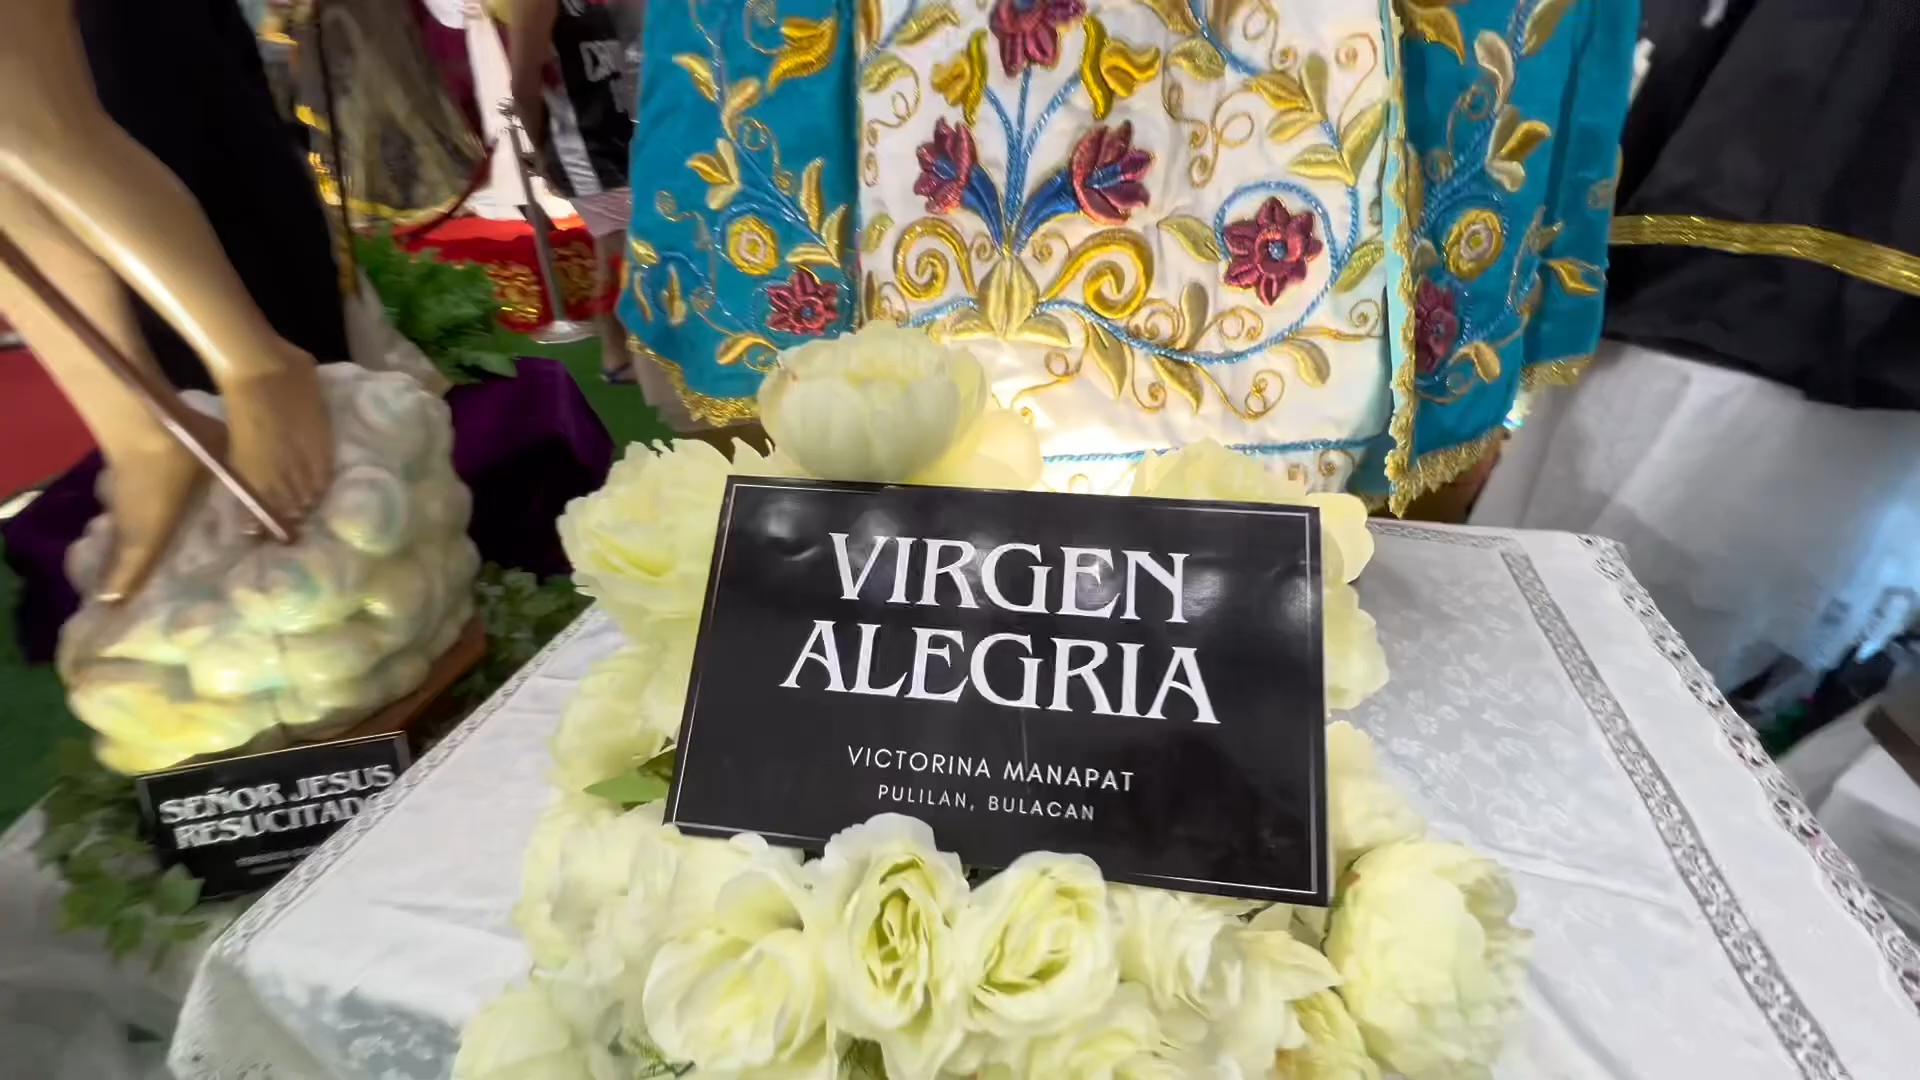 VIRGEN
ALEGRIA
VICTORINA MANAPAT
PULILAN, BULACAN
SEÑOR JESUS
RESUCITADO